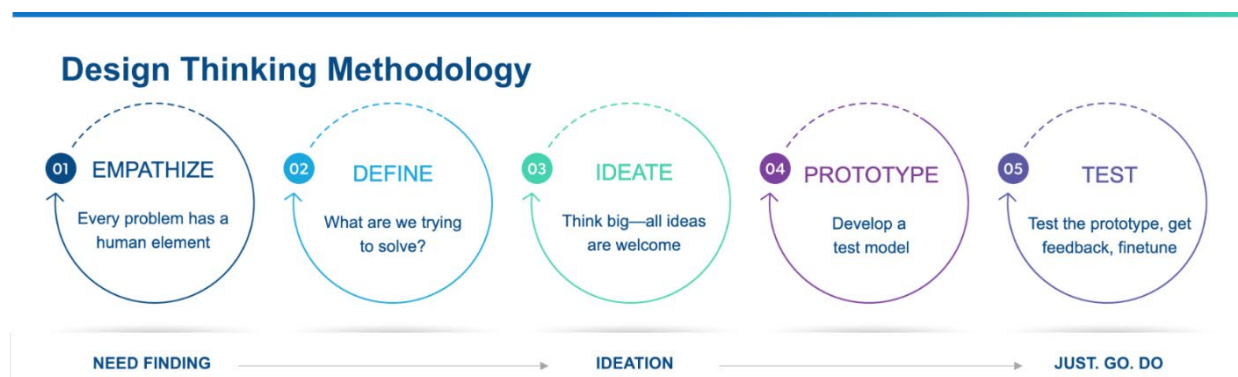 Design Thinking Methodology
01
EMPATHIZE
Every problem has a
human element
02
DEFINE
What are we trying
to solve?
03
IDEATE
Think big—all ideas
are welcome
04
PROTOTYPE
Develop a
test model
05
TEST
Test the prototype, get
feedback, finetune
NEED FINDING
IDEATION
JUST. GO. DO